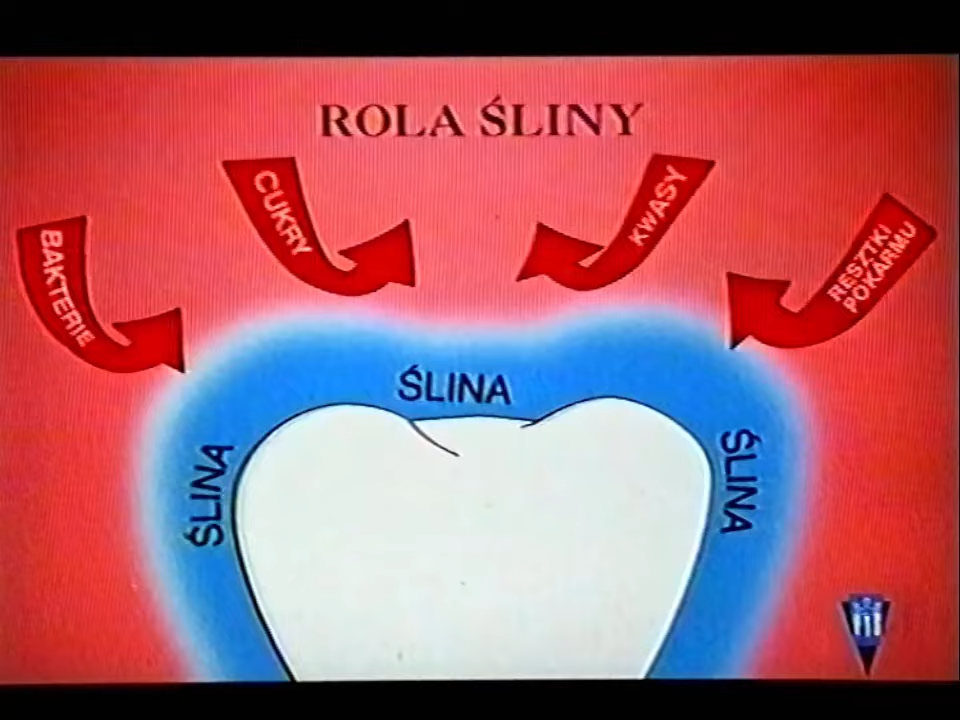 ROLA ŚLINY
CUKRY
KWASY
BAKTERIE
RESZTKI
POKARMU
ŚLINA
ŚLINA
ŚLINA